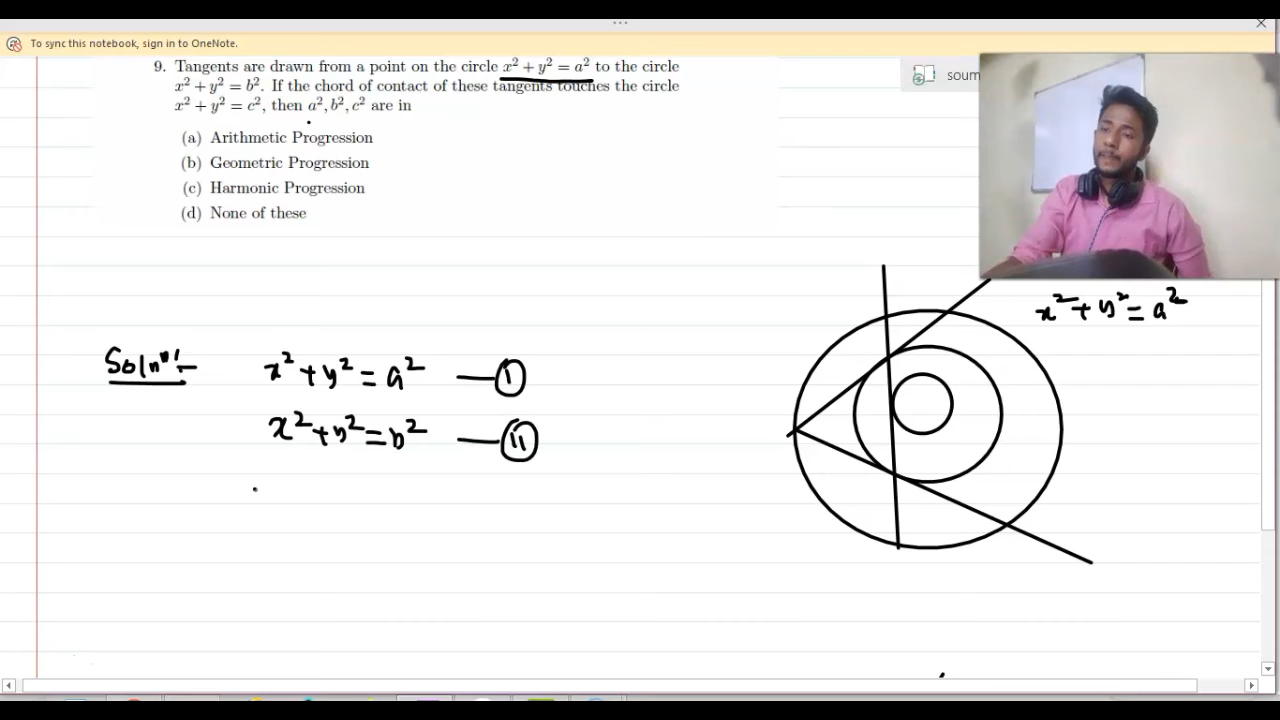 To sync this notebook, sign in to OneNote.
9. Tangents are drawn from a point on the circle x² + y² = a² to the circle
x² + y² = b². If the chord of contact of these tangents touches the circle
x² + y² = c², then a², b², c² are in
(a) Arithmetic Progression
(b) Geometric Progression
(c) Harmonic Progression
(d) None of these
soum
x² + y² = a²
Solnⁿ:-
x² + y² = a² — ①
x² + y² = b² — ⅱ